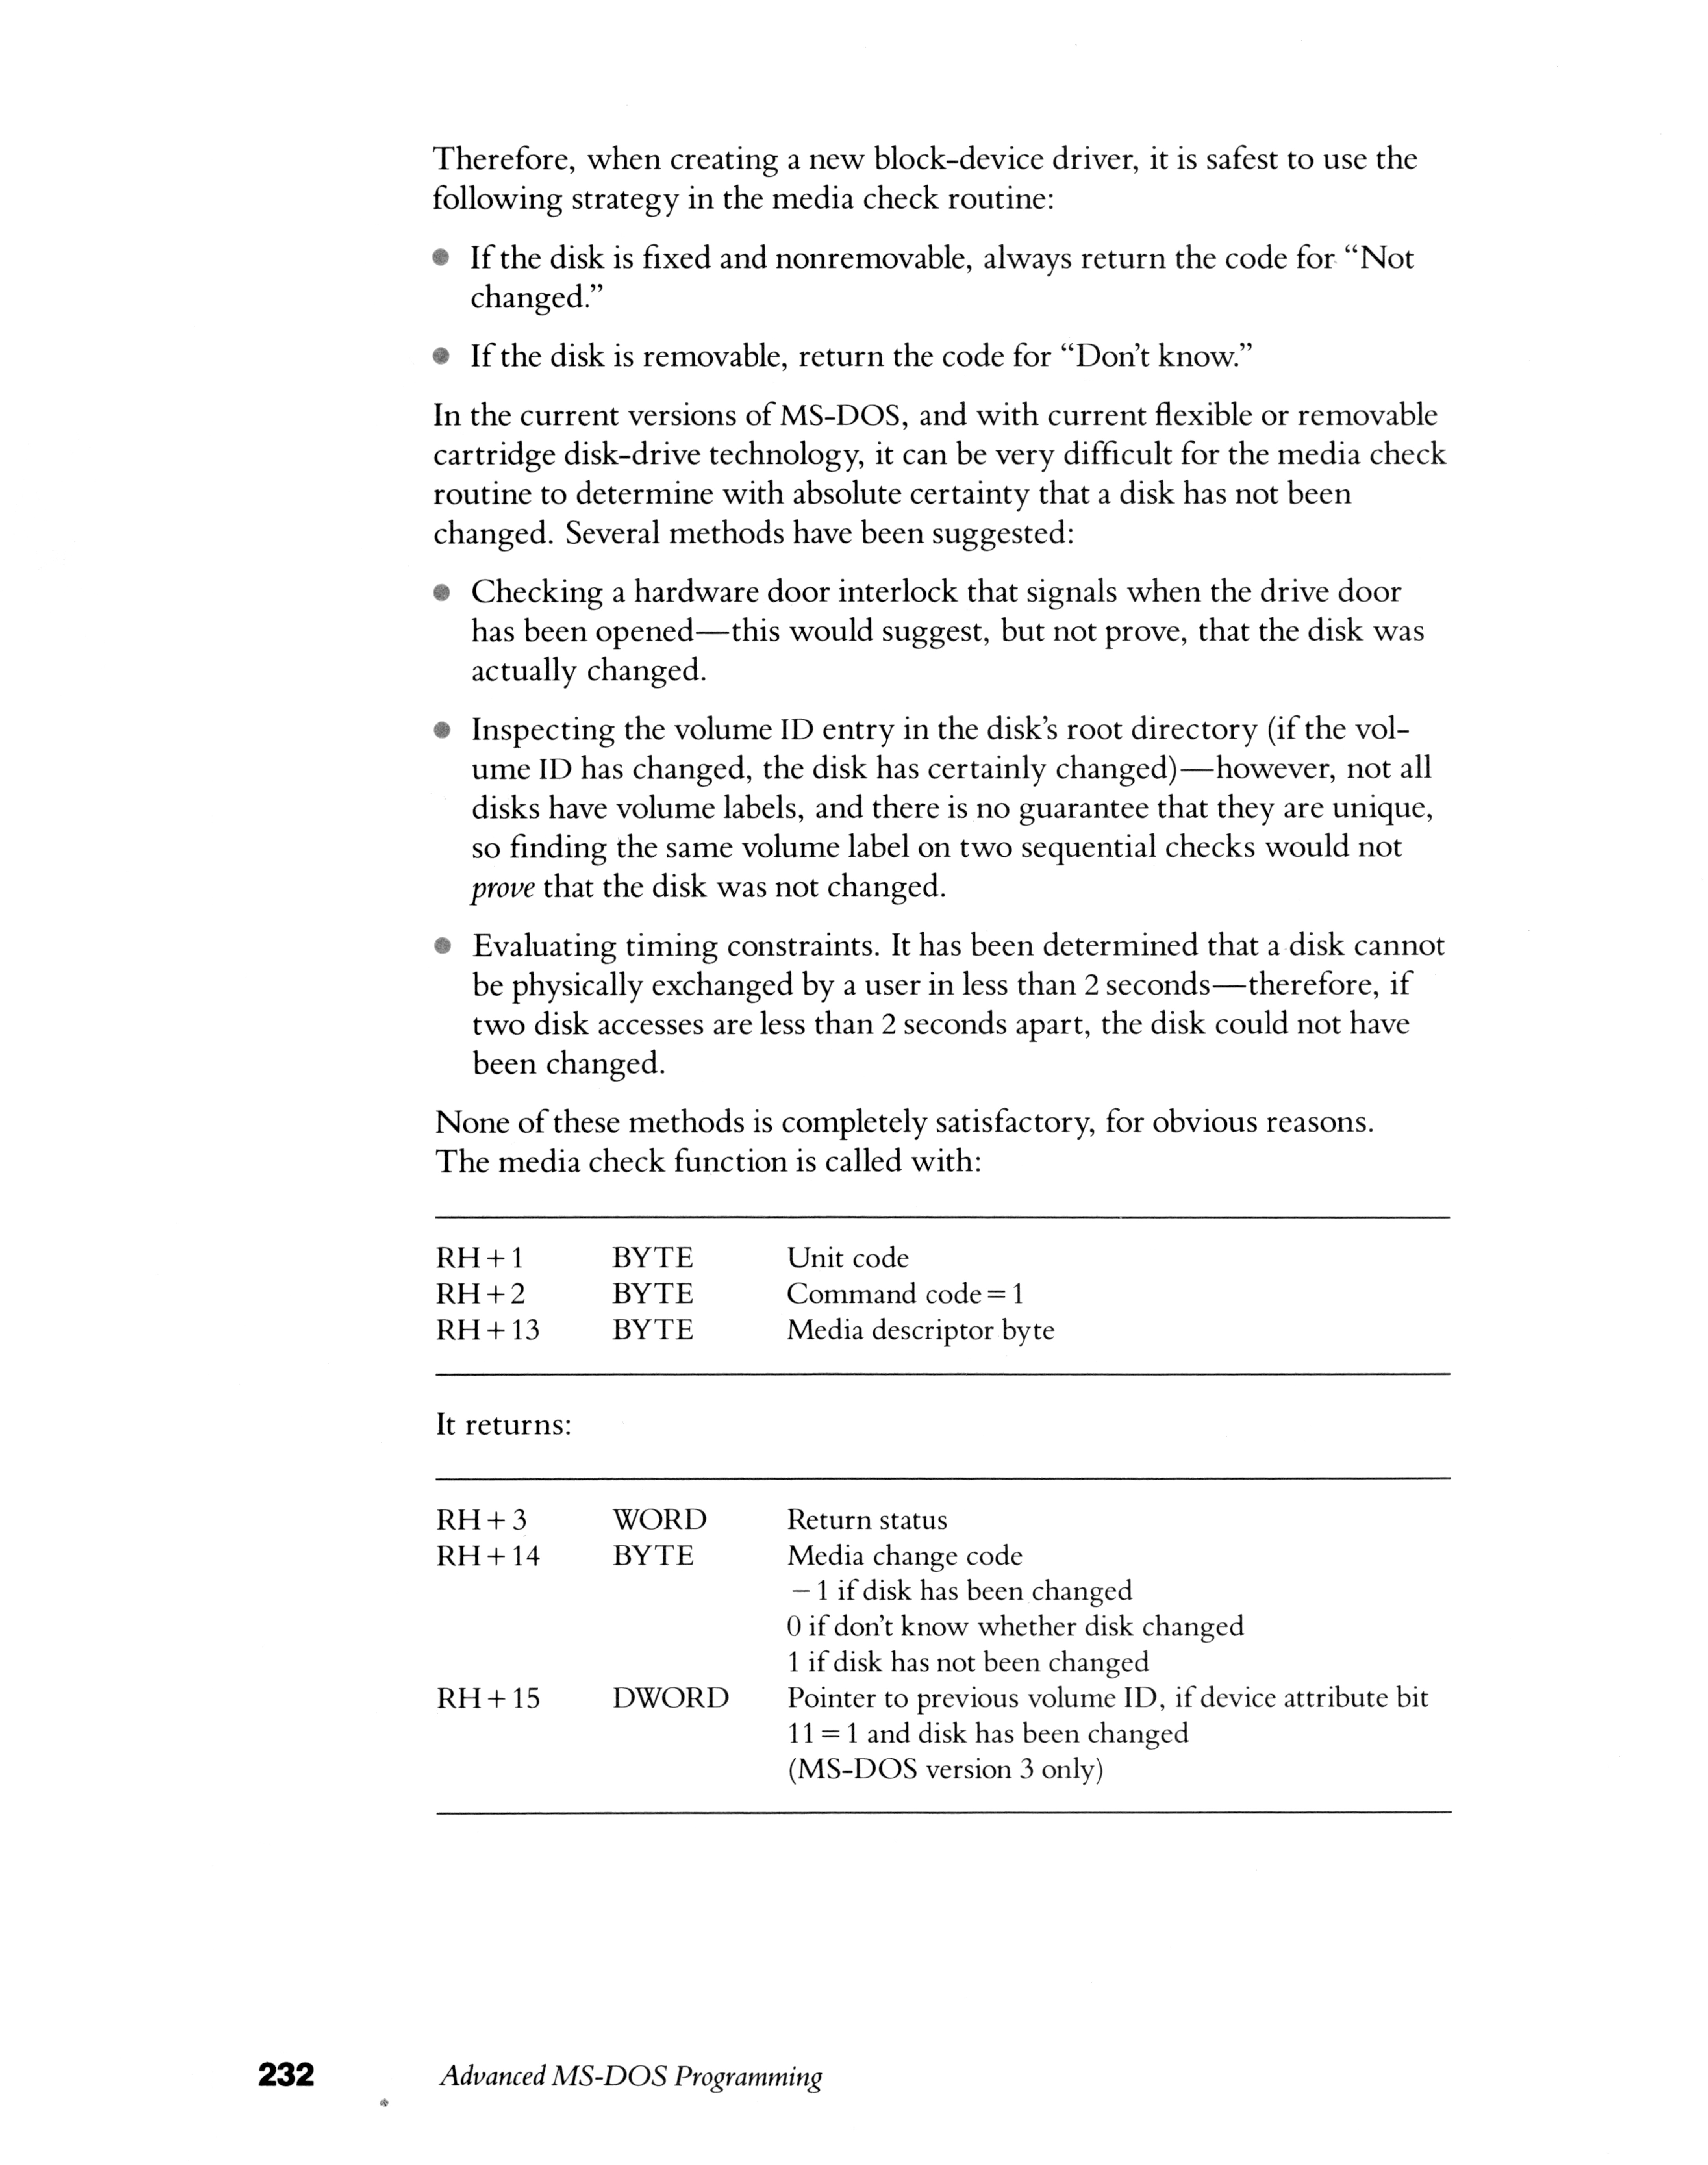 Therefore, when creating a new block-device driver, it is safest to use the
following strategy in the media check routine:
● If the disk is fixed and nonremovable, always return the code for “Not
changed.”
● If the disk is removable, return the code for “Don’t know.”
In the current versions of MS-DOS, and with current flexible or removable
cartridge disk-drive technology, it can be very difficult for the media check
routine to determine with absolute certainty that a disk has not been
changed. Several methods have been suggested:
● Checking a hardware door interlock that signals when the drive door
has been opened—this would suggest, but not prove, that the disk was
actually changed.
● Inspecting the volume ID entry in the disk’s root directory (if the vol-
ume ID has changed, the disk has certainly changed)—however, not all
disks have volume labels, and there is no guarantee that they are unique,
so finding the same volume label on two sequential checks would not
prove that the disk was not changed.
● Evaluating timing constraints. It has been determined that a disk cannot
be physically exchanged by a user in less than 2 seconds—therefore, if
two disk accesses are less than 2 seconds apart, the disk could not have
been changed.
None of these methods is completely satisfactory, for obvious reasons.
The media check function is called with:
RH + 1 BYTE Unit code
RH + 2 BYTE Command code = 1
RH + 13 BYTE Media descriptor byte
It returns:
RH + 3 WORD Return status
RH + 14 BYTE Media change code
– 1 if disk has been changed
0 if don’t know whether disk changed
1 if disk has not been changed
RH + 15 DWORD Pointer to previous volume ID, if device attribute bit
11 = 1 and disk has been changed
(MS-DOS version 3 only)
232 Advanced MS-DOS Programming